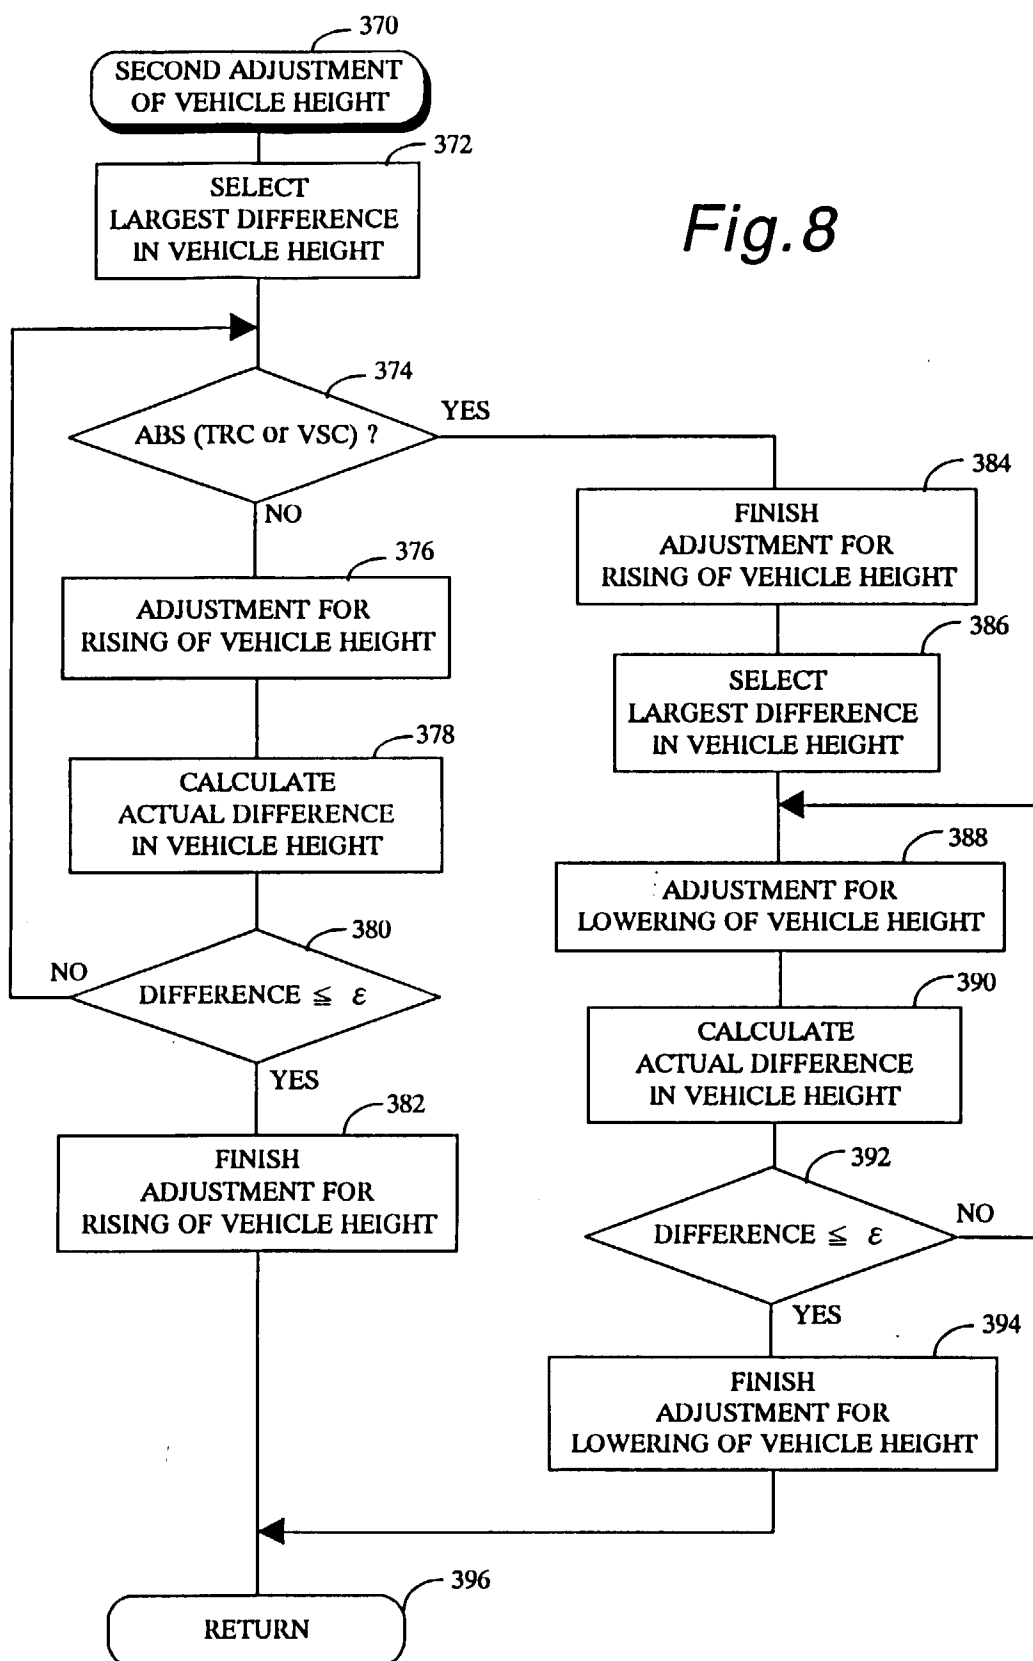 370
SECOND ADJUSTMENT
OF VEHICLE HEIGHT
372
SELECT
LARGEST DIFFERENCE
IN VEHICLE HEIGHT
Fig.8
374
ABS (TRC or VSC) ?
YES
NO
376
ADJUSTMENT FOR
RISING OF VEHICLE HEIGHT
378
CALCULATE
ACTUAL DIFFERENCE
IN VEHICLE HEIGHT
380
NO
DIFFERENCE ≦ ε
YES
382
FINISH
ADJUSTMENT FOR
RISING OF VEHICLE HEIGHT
384
FINISH
ADJUSTMENT FOR
RISING OF VEHICLE HEIGHT
386
SELECT
LARGEST DIFFERENCE
IN VEHICLE HEIGHT
388
ADJUSTMENT FOR
LOWERING OF VEHICLE HEIGHT
390
CALCULATE
ACTUAL DIFFERENCE
IN VEHICLE HEIGHT
392
DIFFERENCE ≦ ε
NO
YES
394
FINISH
ADJUSTMENT FOR
LOWERING OF VEHICLE HEIGHT
396
RETURN